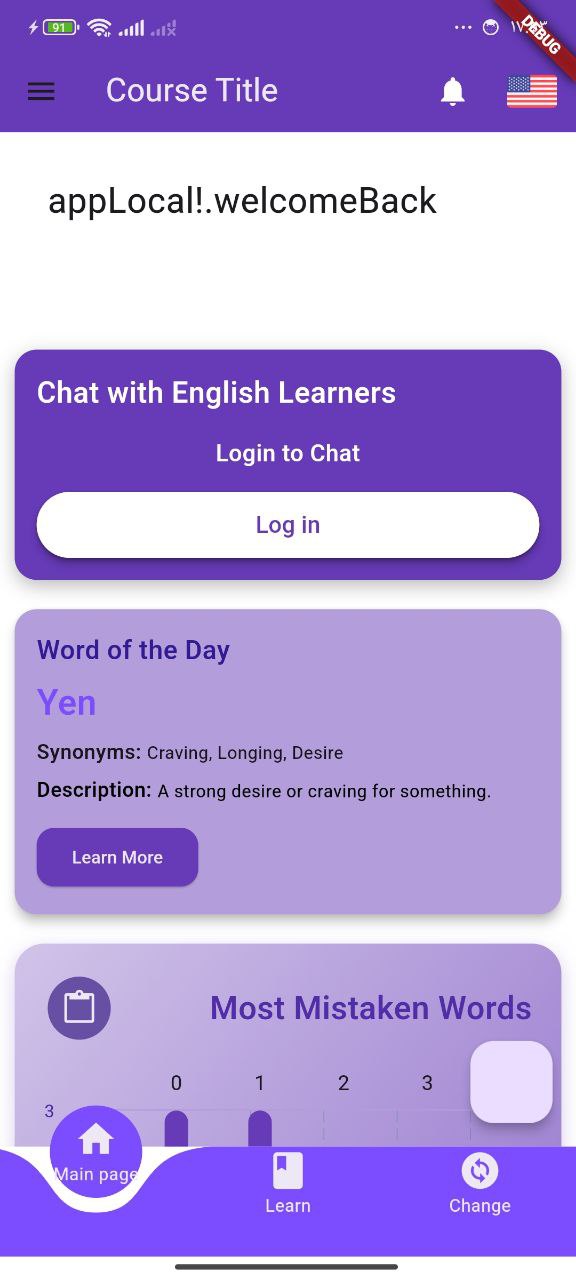 91
DEBUG
Course Title
appLocal!.welcomeBack
Chat with English Learners
Login to Chat
Log in
Word of the Day
Yen
Synonyms: Craving, Longing, Desire
Description: A strong desire or craving for something.
Learn More
Most Mistaken Words
0 1 2 3
3
Main page
Learn
Change